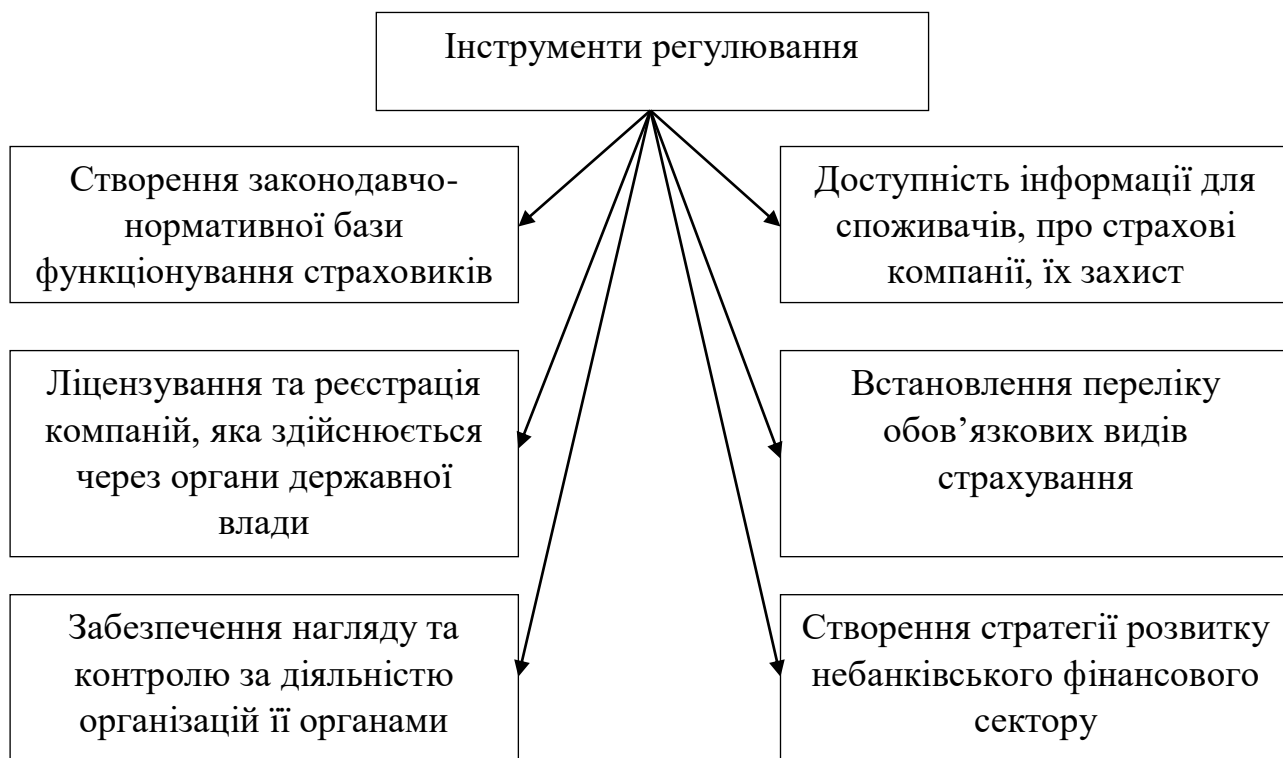 Інструменти регулювання
Створення законодавчо-
нормативної бази
функціонування страховиків
Доступність інформації для
споживачів, про страхові
компанії, їх захист
Ліцензування та реєстрація
компаній, яка здійснюється
через органи державної
влади
Встановлення переліку
обов’язкових видів
страхування
Забезпечення нагляду та
контролю за діяльністю
організацій її органами
Створення стратегії розвитку
небанківського фінансового
сектору